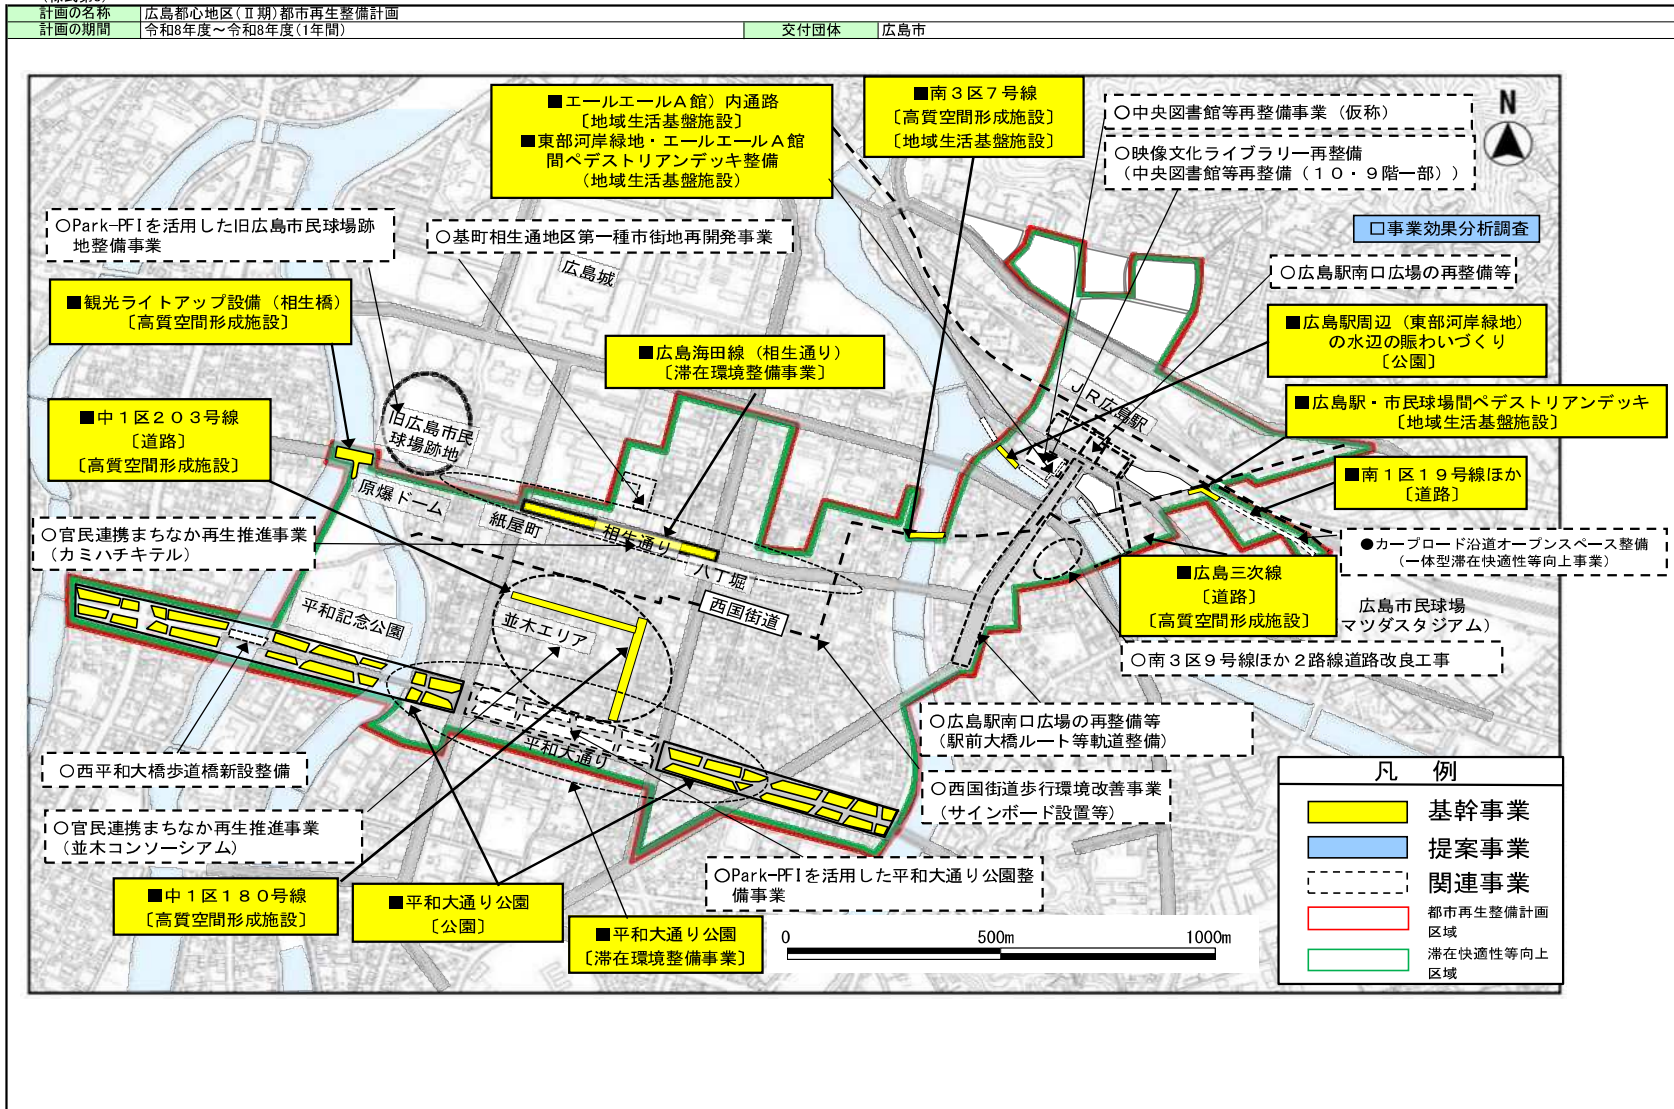 計画の名称 広島都心地区(Ⅱ期)都市再生整備計画
計画の期間 令和8年度～令和8年度(1年間) 交付団体 広島市
■エールエールA館）内通路
〔地域生活基盤施設〕
■東部河岸緑地・エールエールA館
間ペデストリアンデッキ整備
（地域生活基盤施設）
■南３区７号線
〔高質空間形成施設〕
〔地域生活基盤施設〕
○中央図書館等再整備事業（仮称）
○映像文化ライブラリー再整備
（中央図書館等再整備（１０・９階一部））
N
□事業効果分析調査
○Park-PFIを活用した旧広島市民球場跡
地整備事業
○基町相生通地区第一種市街地再開発事業
広島城
○広島駅南口広場の再整備等
■観光ライトアップ設備（相生橋）
〔高質空間形成施設〕
■広島海田線（相生通り）
〔滞在環境整備事業〕
■広島駅周辺（東部河岸緑地）
の水辺の賑わいづくり
〔公園〕
ＪＲ広島駅
■中１区２０３号線
〔道路〕
〔高質空間形成施設〕
旧広島市民
球場跡地
■広島駅・市民球場間ペデストリアンデッキ
〔地域生活基盤施設〕
■南１区１９号線ほか
〔道路〕
原爆ドーム
紙屋町
相生通り
八丁堀
○官民連携まちなか再生推進事業
（カミハチキテル）
●カープロード沿道オープンスペース整備
（一体型滞在快適性等向上事業）
■広島三次線
〔道路〕
〔高質空間形成施設〕
広島市民球場
マツダスタジアム）
平和記念公園
並木エリア
西国街道
○南３区９号線ほか２路線道路改良工事
○広島駅南口広場の再整備等
（駅前大橋ルート等軌道整備）
平和大通り
○西平和大橋歩道橋新設整備
○西国街道歩行環境改善事業
（サインボード設置等）
○官民連携まちなか再生推進事業
（並木コンソーシアム）
○Park-PFIを活用した平和大通り公園整
備事業
■中１区１８０号線
〔高質空間形成施設〕
■平和大通り公園
〔公園〕
■平和大通り公園
〔滞在環境整備事業〕
0 500m 1000m
凡 例
基幹事業
提案事業
関連事業
都市再生整備計画
区域
滞在快適性等向上
区域